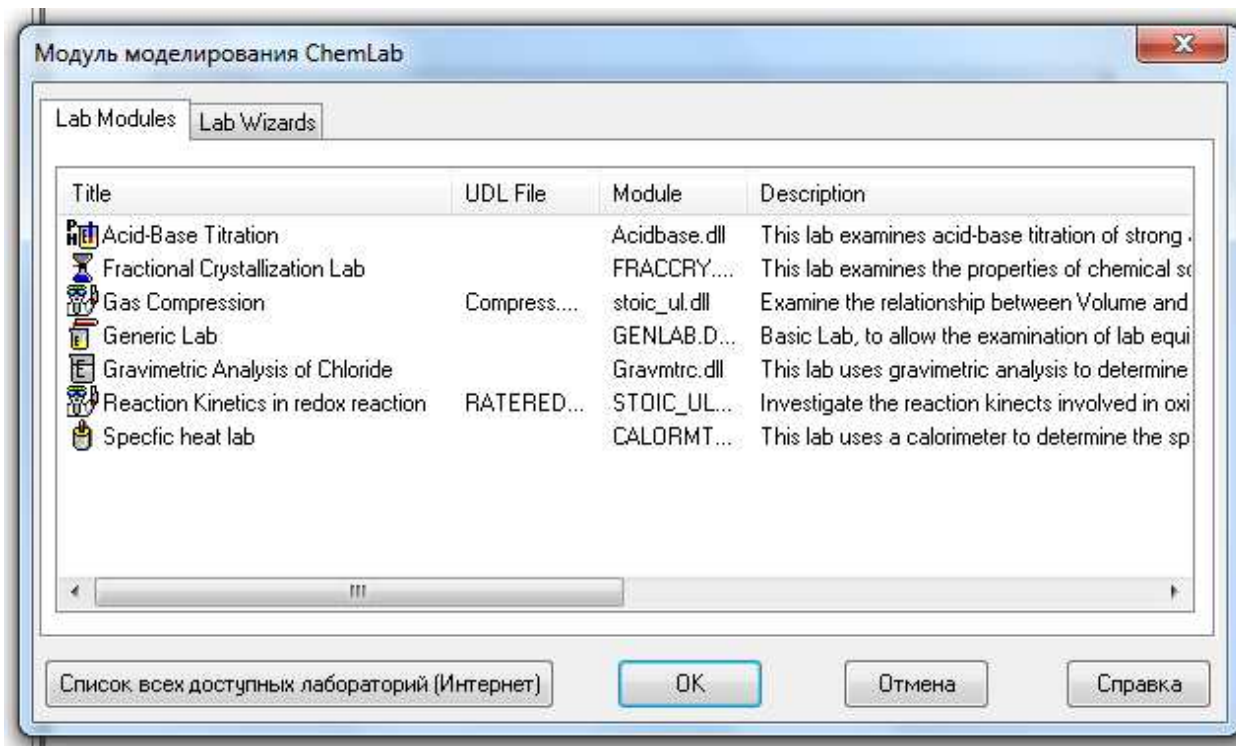 Модуль моделирования ChemLab
Lab Modules Lab Wizards
Title UDL File Module Description
Acid-Base Titration Acidbase.dll This lab examines acid-base titration of strong
Fractional Crystallization Lab FRACCRY.... This lab examines the properties of chemical
Gas Compression Compress.... stoic_ul.dll Examine the relationship between Volume and
Generic Lab GENLAB.D... Basic Lab, to allow the examination of lab equi
Gravimetric Analysis of Chloride Gravmtrc.dll This lab uses gravimetric analysis to determine
Reaction Kinetics in redox reaction RATERED... STOIC_UL... Investigate the reaction kinects involved in oxi
Specfic heat lab CALORMT... This lab uses a calorimeter to determine the sp
Список всех доступных лабораторий (Интернет) OK Отмена Справка